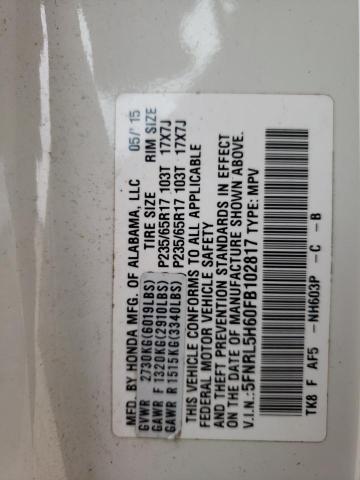 MFD. BY HONDA MFG. OF ALABAMA, LLC 05/'15
GVWR 2730KG(6019LBS) TIRE SIZE RIM SIZE
GAWR F 1320KG(2910LBS) P235/65R17 103T 17X7J
GAWR R 1515KG(3340LBS) P235/65R17 103T 17X7J
THIS VEHICLE CONFORMS TO ALL APPLICABLE
FEDERAL MOTOR VEHICLE SAFETY
AND THEFT PREVENTION STANDARDS IN EFFECT
ON THE DATE OF MANUFACTURE SHOWN ABOVE.
V.I.N.:5FNRL5H60FB102817 TYPE: MPV
TK8 F AF5 -NH603P -C -B